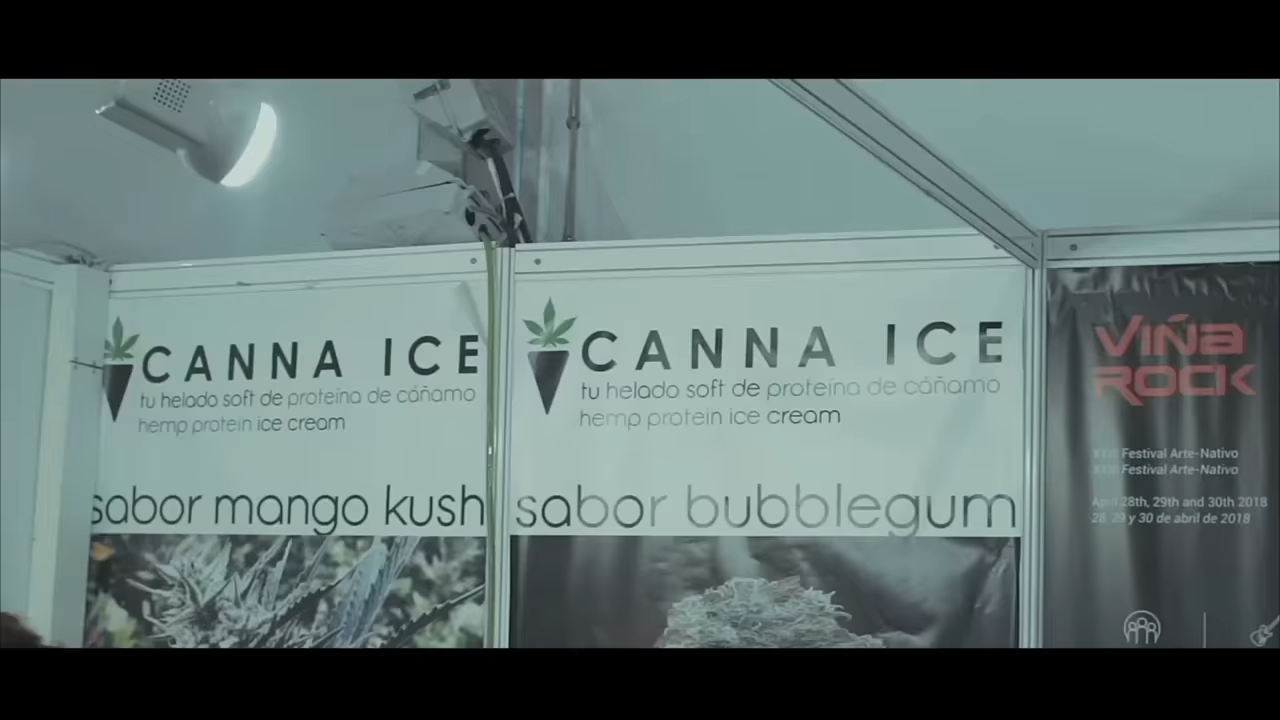 CANNA ICE
tu helado soft de proteína de cáñamo
hemp protein ice cream
sabor mango kush
CANNA ICE
tu helado soft de proteína de cáñamo
hemp protein ice cream
sabor bubblegum
VIÑA
ROCK
Festival Arte-Nativo
Festival Arte-Nativo
April 28th, 29th and 30th 2018
28, 29 y 30 de abril de 2018